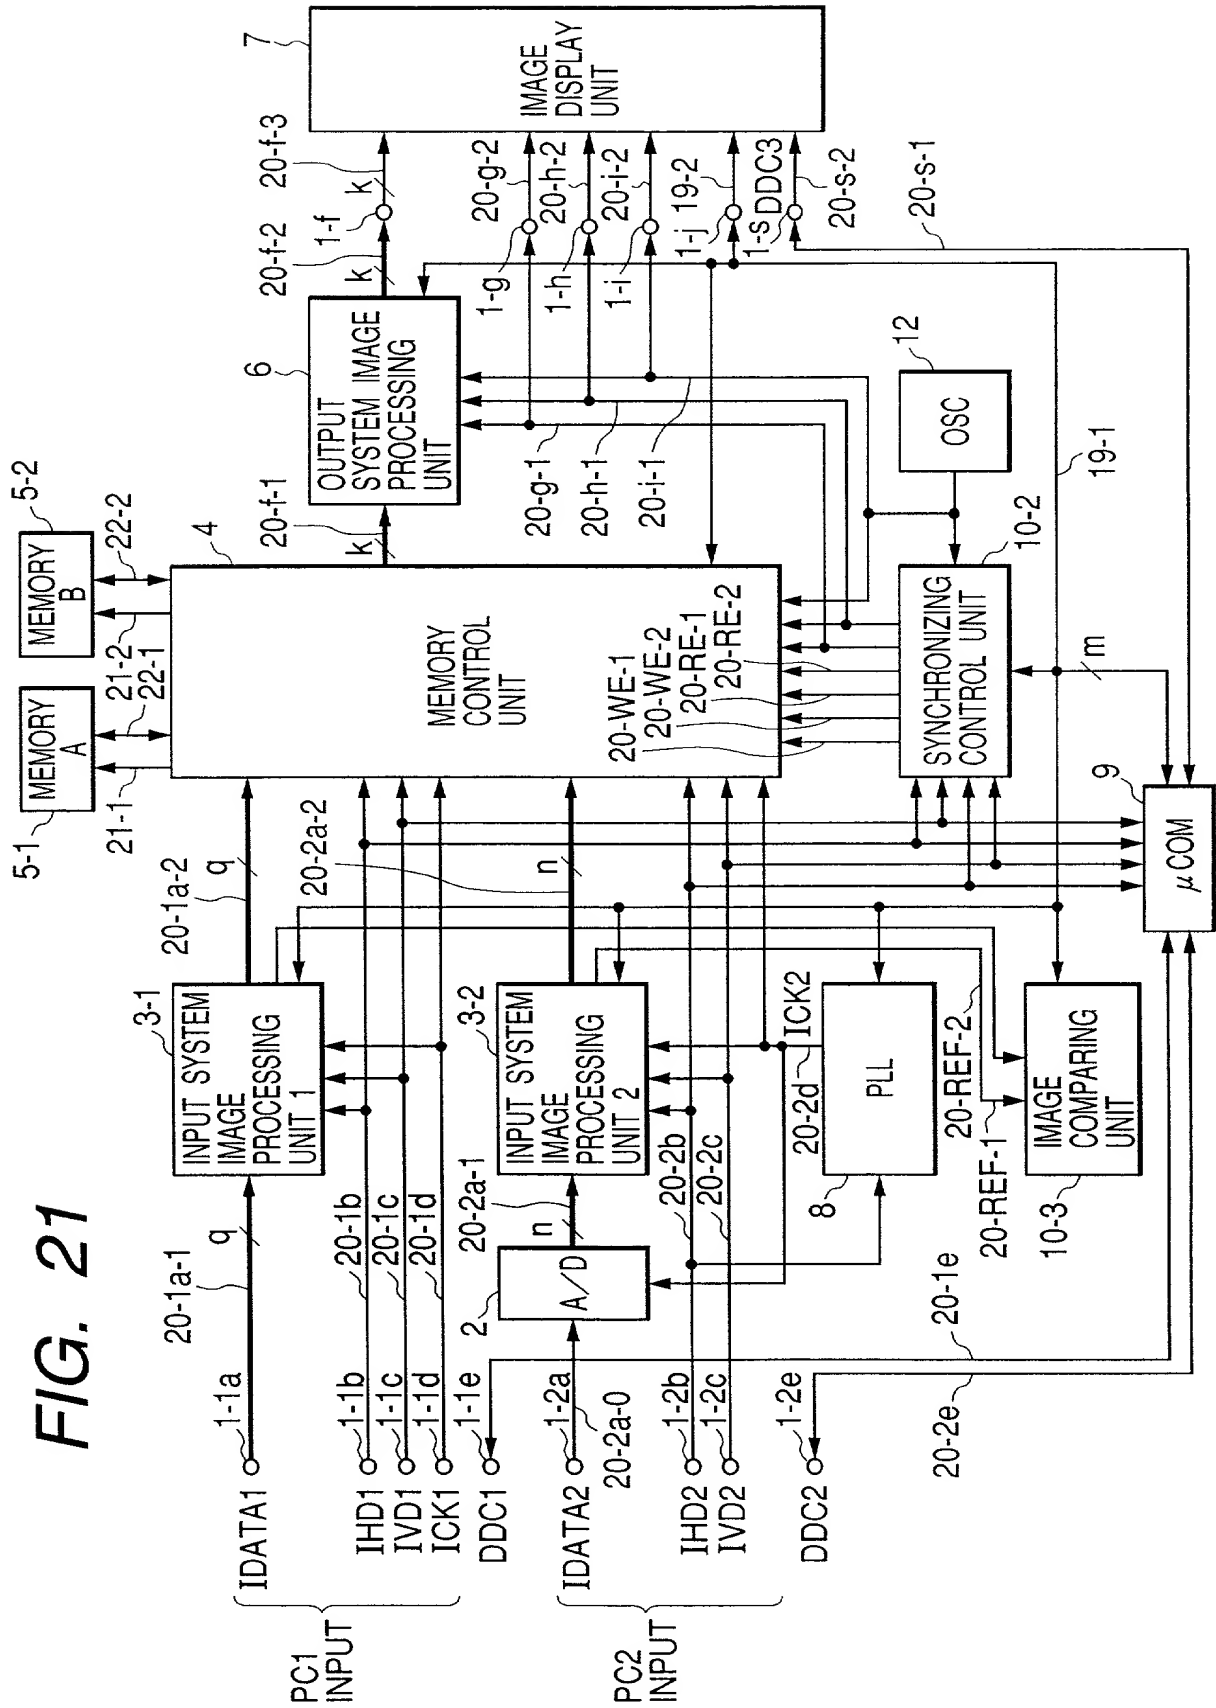 FIG. 21
PC1
INPUT
IDATA1
1-1a
20-1a-1
q
INPUT SYSTEM
IMAGE
PROCESSING
UNIT 1
3-1
20-1a-2
q
IHD1
1-1b
20-1b
IVD1
1-1c
20-1c
ICK1
1-1d
20-1d
DDC1
1-1e
PC2
INPUT
IDATA2
1-2a
20-2a-0
2
A/D
20-2a-1
n
INPUT SYSTEM
IMAGE
PROCESSING
UNIT 2
3-2
20-2a-2
n
IHD2
1-2b
20-2b
IVD2
1-2c
20-2c
DDC2
1-2e
20-2e
20-1e
8
PLL
20-2d
ICK2
20-REF-1
20-REF-2
10-3
IMAGE
COMPARING
UNIT
9
μCOM
5-1
MEMORY
A
21-1
22-1
MEMORY
B
5-2
21-2
22-2
MEMORY
CONTROL
UNIT
4
20-WE-1
20-WE-2
20-RE-1
20-RE-2
SYNCHRONIZING
CONTROL UNIT
10-2
m
19-1
OSC
12
20-f-1
k
OUTPUT
SYSTEM IMAGE
PROCESSING
UNIT
6
20-g-1
20-h-1
20-i-1
20-f-2
k
1-f
20-f-3
k
1-g
20-g-2
1-h
20-h-2
1-i
20-i-2
1-j
19-2
1-s
DDC3
20-s-2
20-s-1
IMAGE
DISPLAY
UNIT
7